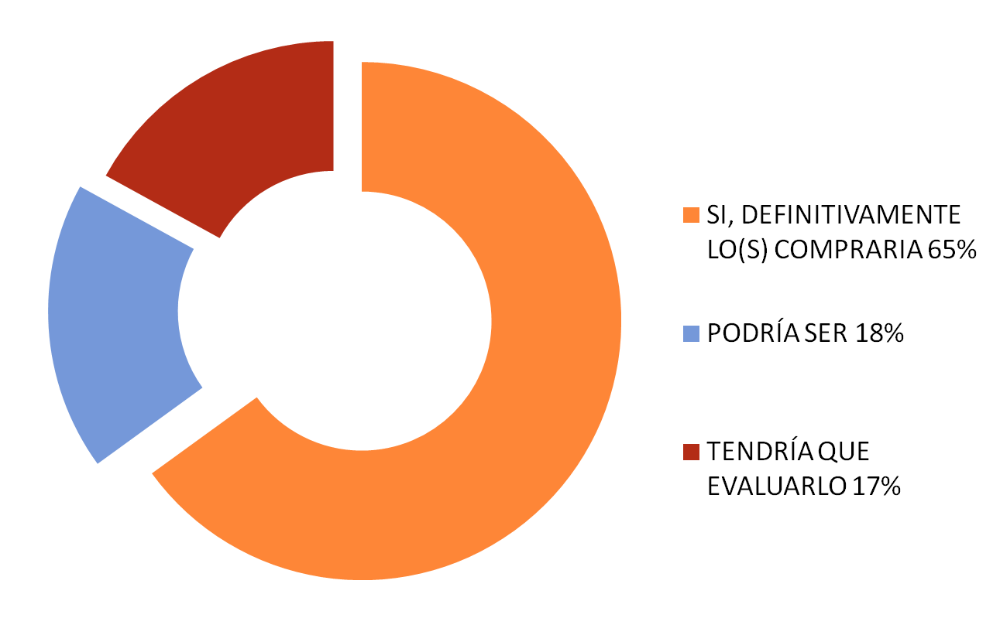 SI, DEFINITIVAMENTE
LO(S) COMPRARIA 65%
PODRÍA SER 18%
TENDRÍA QUE
EVALUARLO 17%